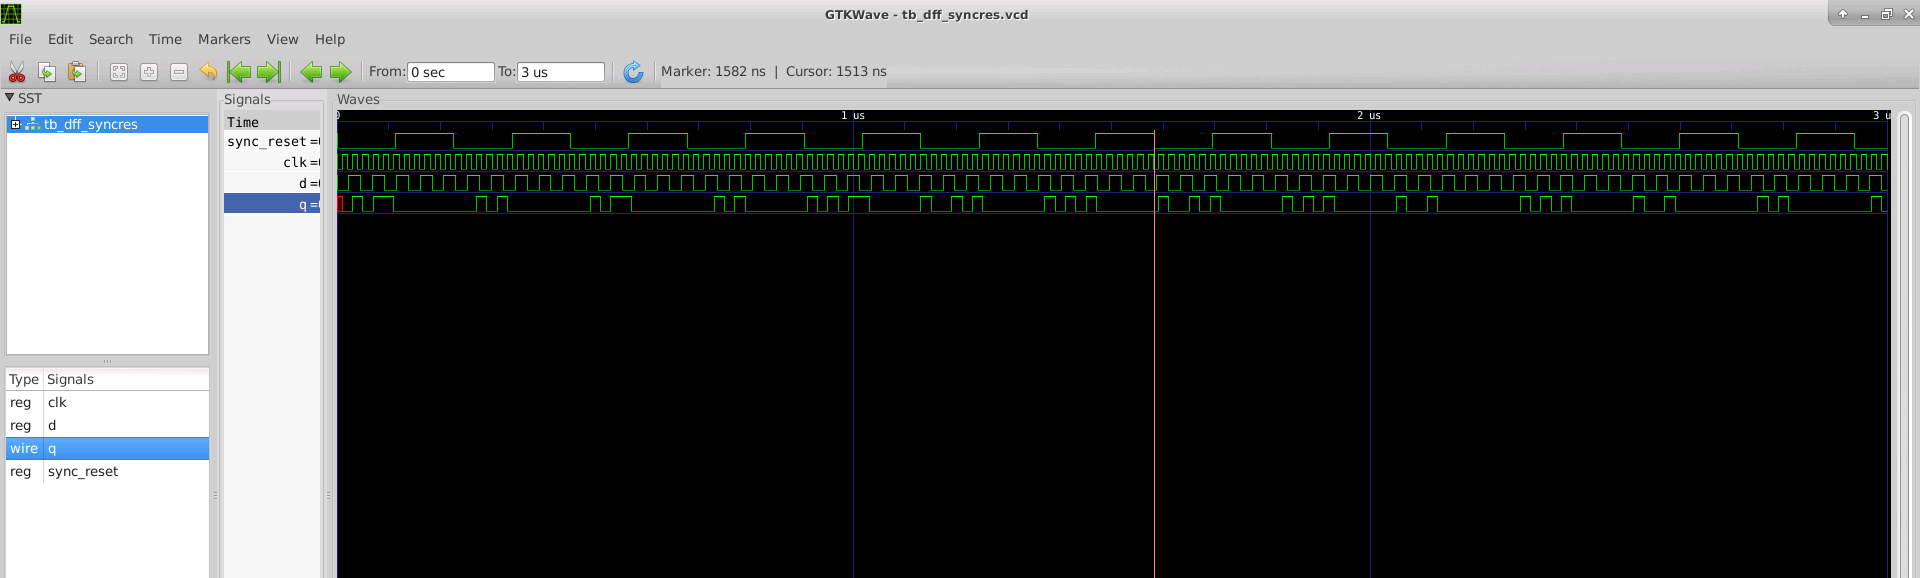 GTKWave - tb_dff_syncres.vcd
File Edit Search Time Markers View Help
From: 0 sec To: 3 us Marker: 1582 ns | Cursor: 1513 ns
SST
tb_dff_syncres
Type Signals
reg clk
reg d
wire q
reg sync_reset
Signals
Time
sync_reset =
clk =
d =
q =
Waves
1 us 2 us 3 u